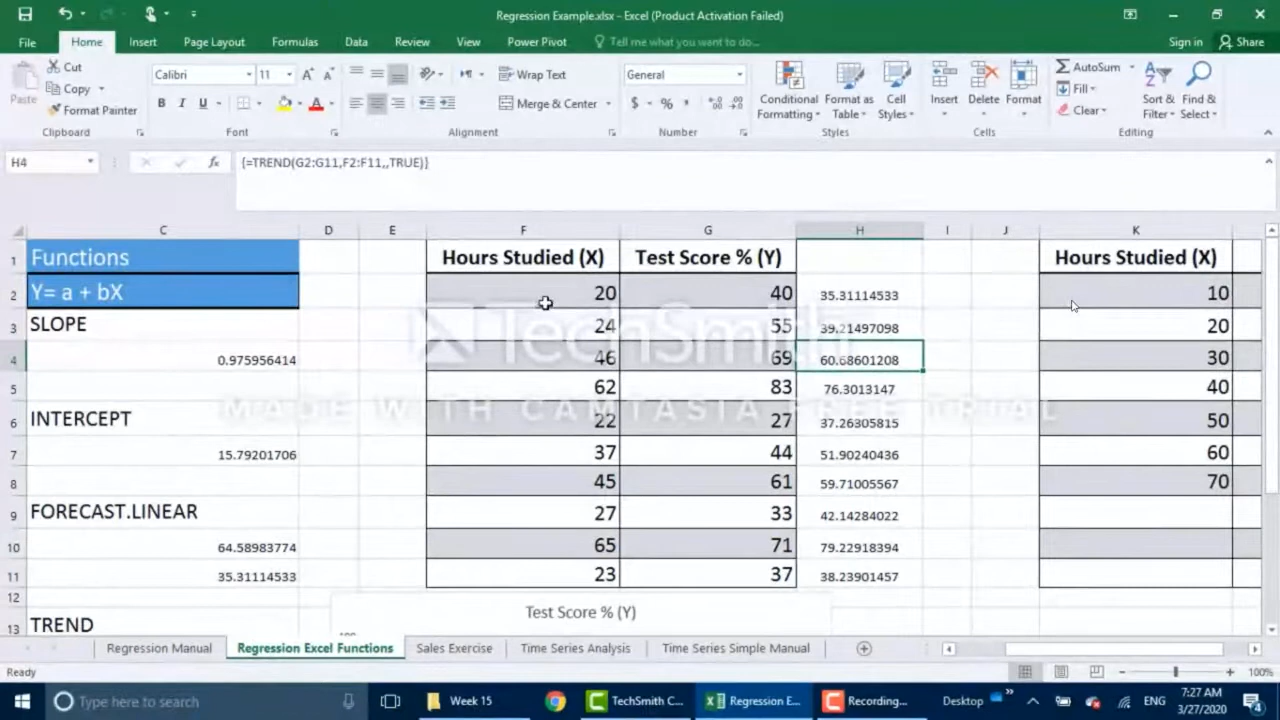 Regression Example.xlsx - Excel (Product Activation Failed)
File Home Insert Page Layout Formulas Data Review View Power Pivot Tell me what you want to do... Sign in Share
Paste Cut Copy Format Painter Clipboard
Calibri 11 B I U A Font
Wrap Text Merge & Center Alignment
General $ % , Number
Conditional Formatting Format as Table Cell Styles Styles
Insert Delete Format Cells
AutoSum Fill Clear Sort & Filter Find & Select Editing
H4 fx {=TREND(G2:G11,F2:F11,,TRUE)}
C D E F G H I J K
1 Functions Hours Studied (X) Test Score % (Y) Hours Studied (X)
2 Y= a + bX 20 40 35.31114533 10
3 SLOPE 24 55 39.21497098 20
4 0.975956414 46 69 60.68601208 30
5 62 83 76.3013147 40
6 INTERCEPT 22 27 37.26305815 50
7 15.79201706 37 44 51.90240436 60
8 45 61 59.71005567 70
9 FORECAST.LINEAR 27 33 42.14284022
10 64.58983774 65 71 79.22918394
11 35.31114533 23 37 38.23901457
12 Test Score % (Y)
13 TREND
TechSmith
MADE WITH CAMTASIA FREE TRIAL
Regression Manual Regression Excel Functions Sales Exercise Time Series Analysis Time Series Simple Manual
Ready 100%
Type here to search Week 15 TechSmith C... Regression E... Recording... Desktop ENG 7:27 AM
3/27/2020 4